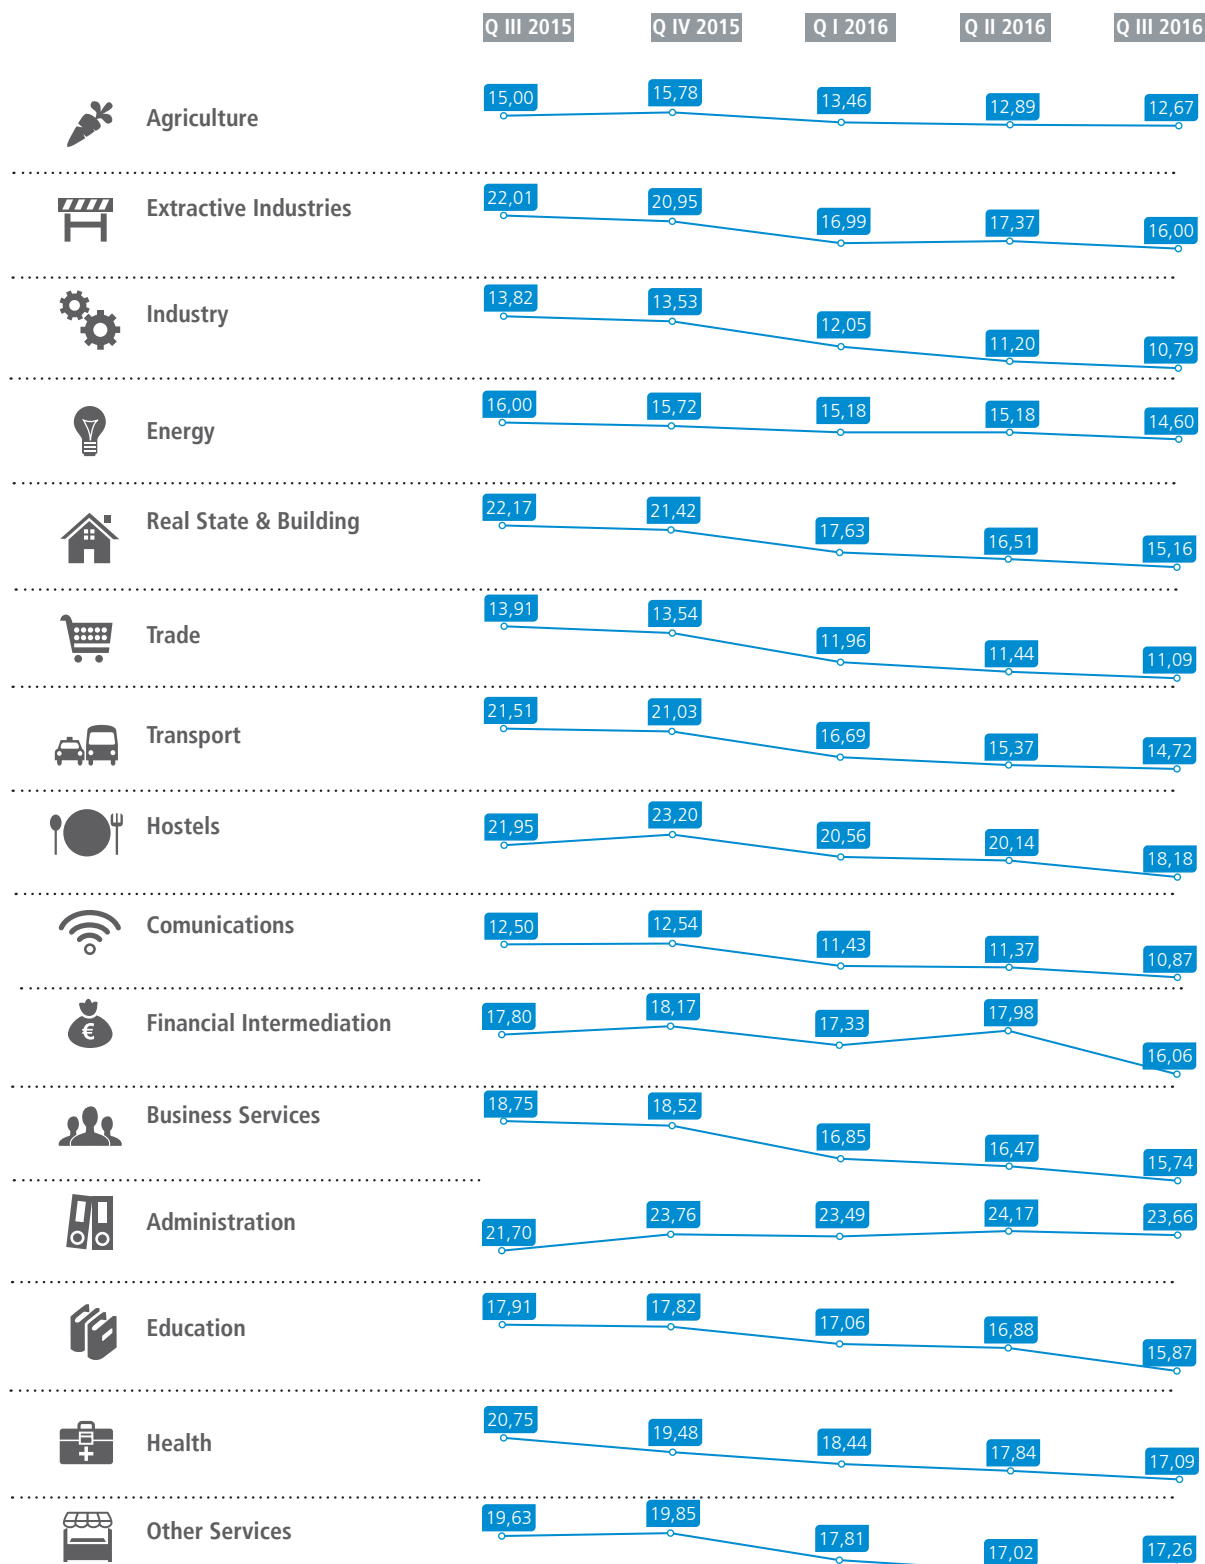 Q III 2015 Q IV 2015 Q I 2016 Q II 2016 Q III 2016
Agriculture 15,00 15,78 13,46 12,89 12,67
Extractive Industries 22,01 20,95 16,99 17,37 16,00
Industry 13,82 13,53 12,05 11,20 10,79
Energy 16,00 15,72 15,18 15,18 14,60
Real State & Building 22,17 21,42 17,63 16,51 15,16
Trade 13,91 13,54 11,96 11,44 11,09
Transport 21,51 21,03 16,69 15,37 14,72
Hostels 21,95 23,20 20,56 20,14 18,18
Comunications 12,50 12,54 11,43 11,37 10,87
€ Financial Intermediation 17,80 18,17 17,33 17,98 16,06
Business Services 18,75 18,52 16,85 16,47 15,74
Administration 21,70 23,76 23,49 24,17 23,66
Education 17,91 17,82 17,06 16,88 15,87
Health 20,75 19,48 18,44 17,84 17,09
Other Services 19,63 19,85 17,81 17,02 17,26